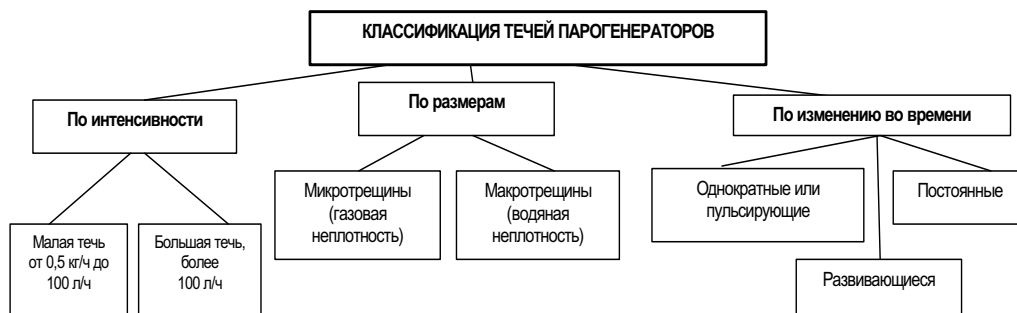 КЛАССИФИКАЦИЯ ТЕЧЕЙ ПАРОГЕНЕРАТОРОВ
По интенсивности
По размерам
По изменению во времени
Малая течь
от 0,5 кг/ч до
100 л/ч
Большая течь,
более
100 л/ч
Микротрещины
(газовая
неплотность)
Макротрещины
(водяная
неплотность)
Однократные или
пульсирующие
Развивающиеся
Постоянные